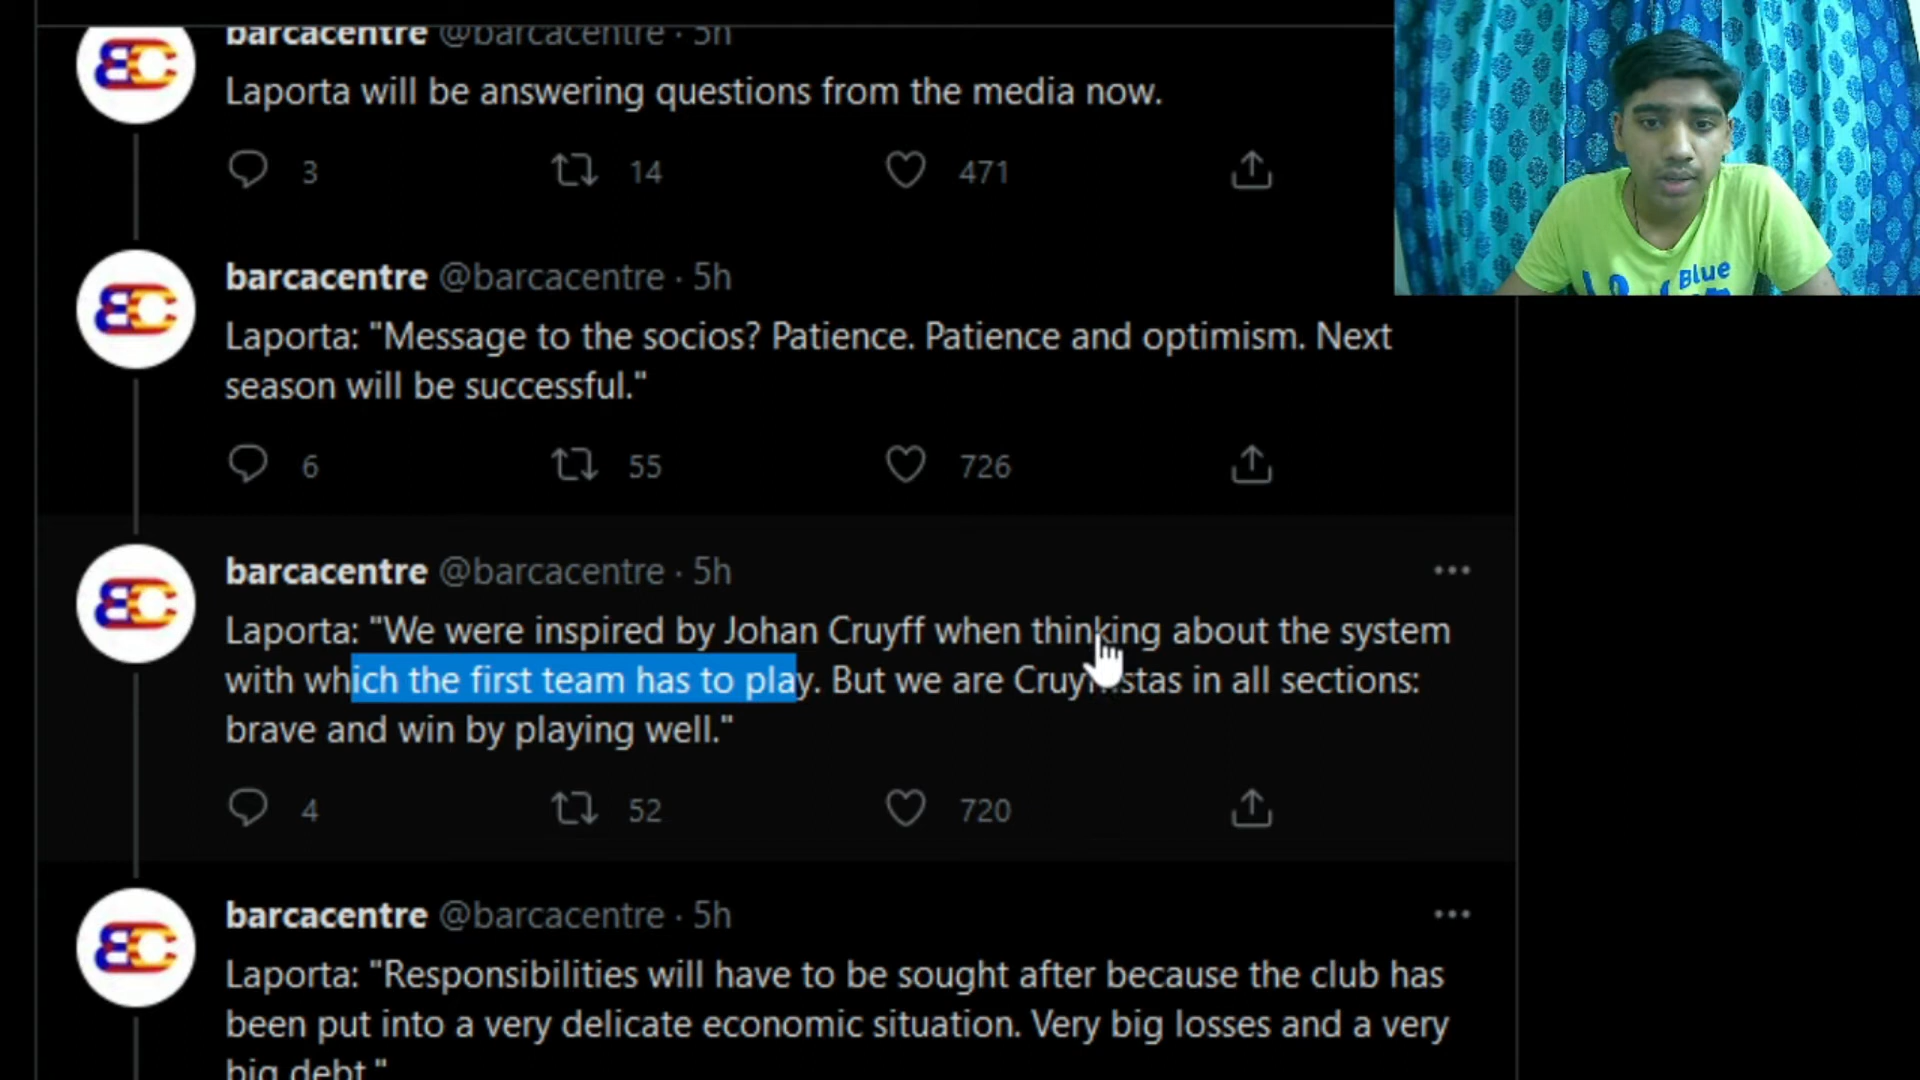 barcacentre @barcacentre · 5h
Laporta will be answering questions from the media now.
3 14 471
barcacentre @barcacentre · 5h
Laporta: "Message to the socios? Patience. Patience and optimism. Next
season will be successful."
6 55 726
barcacentre @barcacentre · 5h
Laporta: "We were inspired by Johan Cruyff when thinking about the system
with which the first team has to play. But we are in all sections:
brave and win by playing well."
4 52 720
barcacentre @barcacentre · 5h
Laporta: "Responsibilities will have to be sought after because the club has
been put into a very delicate economic situation. Very big losses and a very
big debt."
Blue